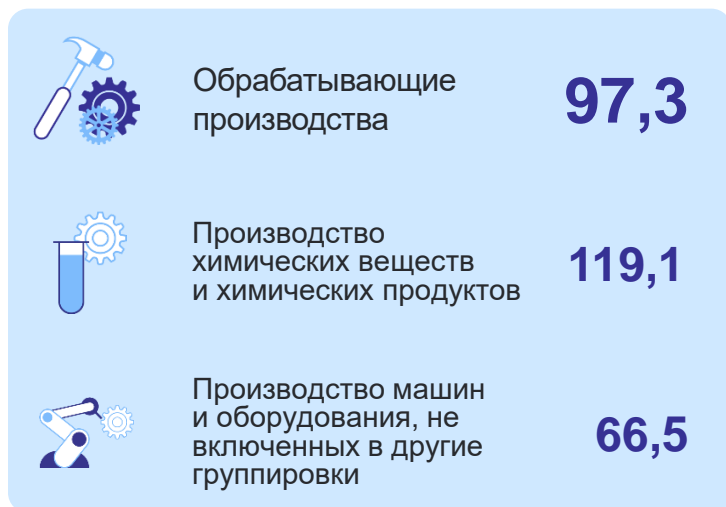 Обрабатывающие
производства
97,3
Производство
химических веществ
и химических продуктов
119,1
Производство машин
и оборудования, не
включенных в другие
группировки
66,5